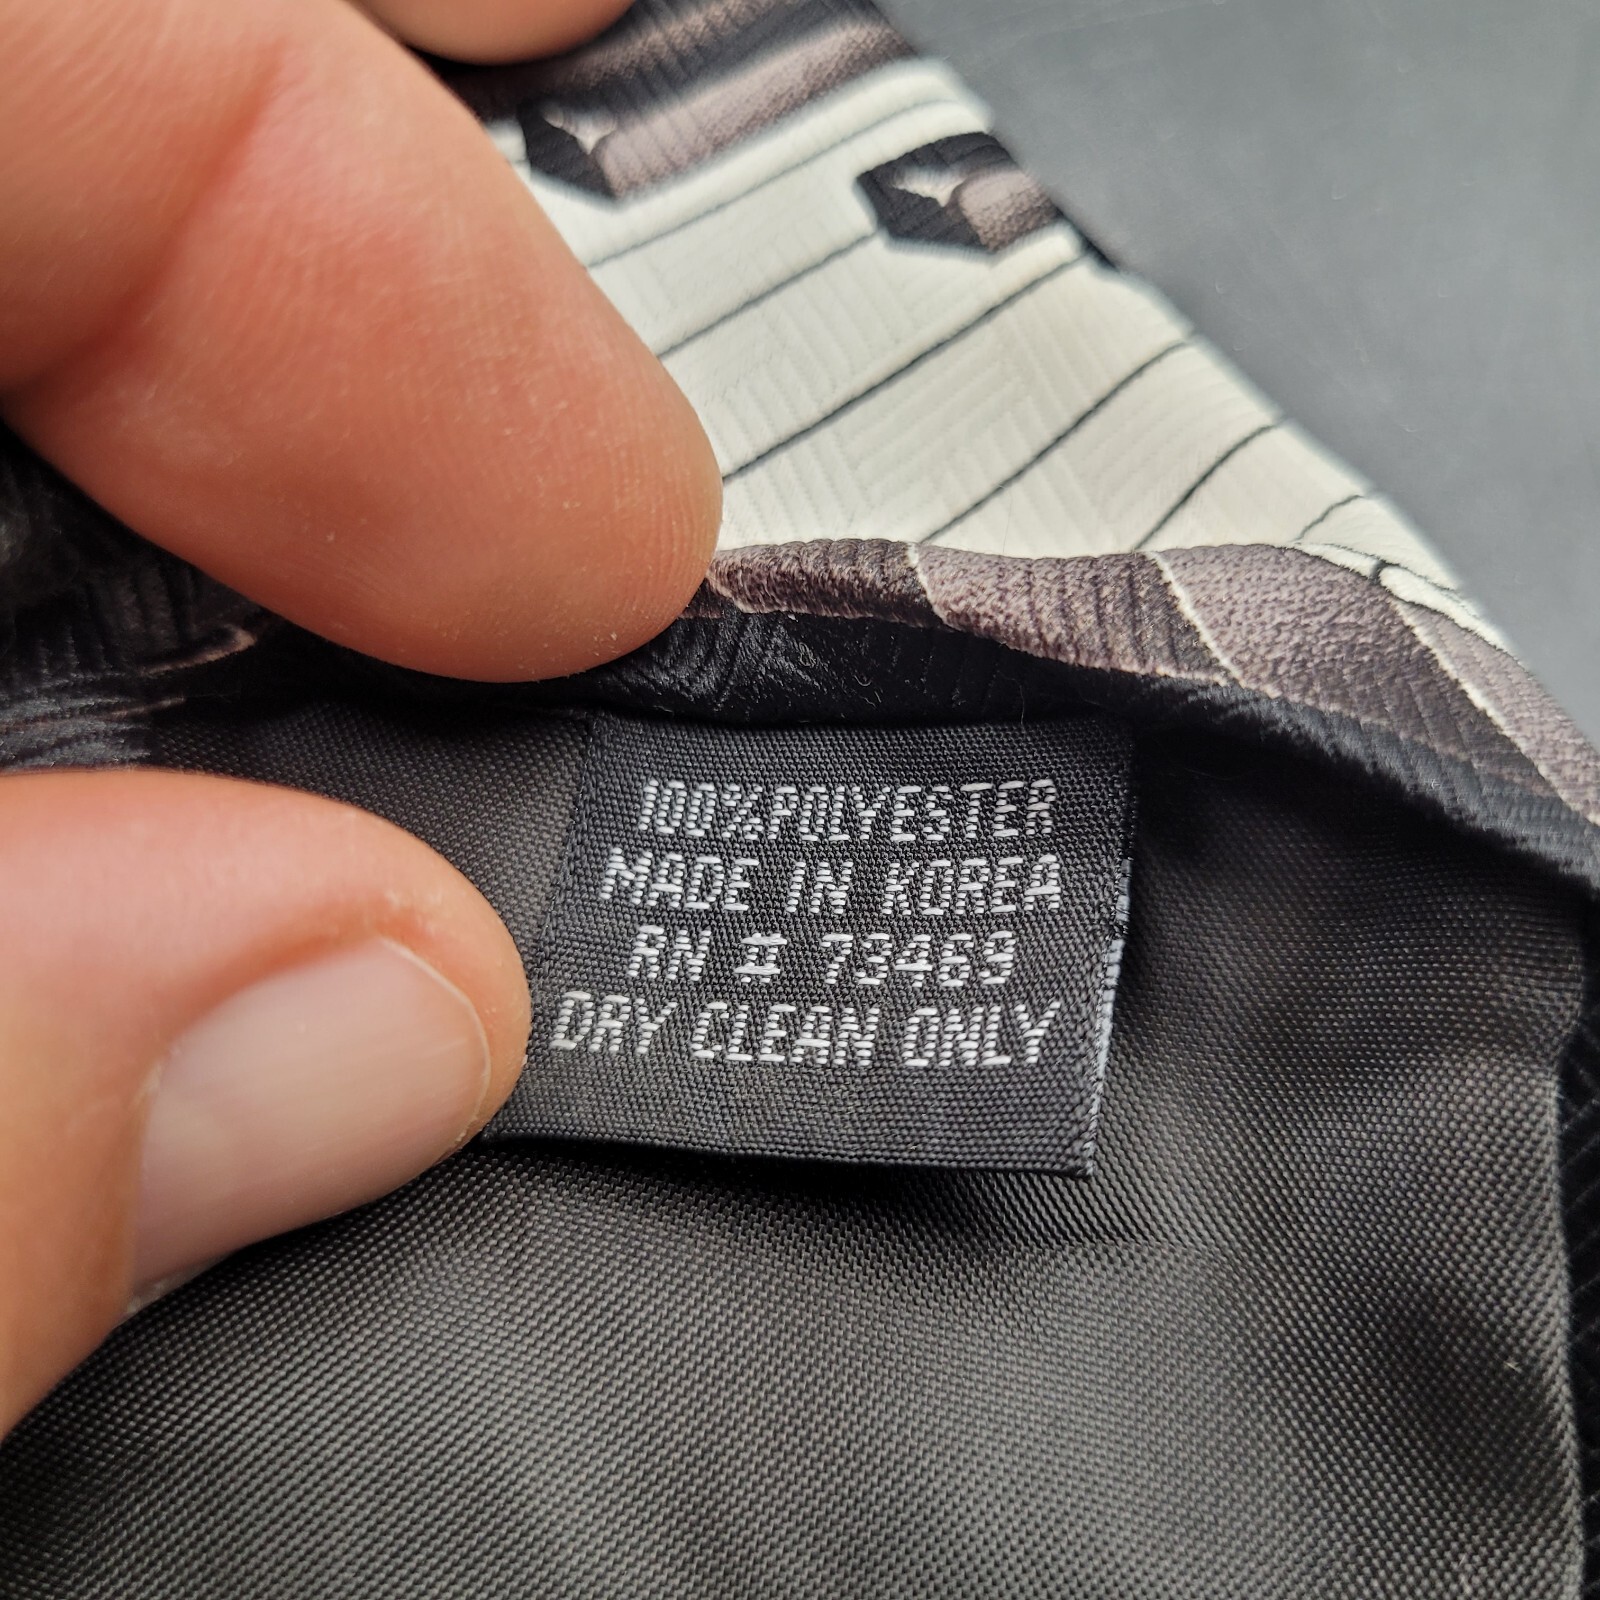 100%POLYESTER
MADE IN KOREA
RN # 73469
DRY CLEAN ONLY